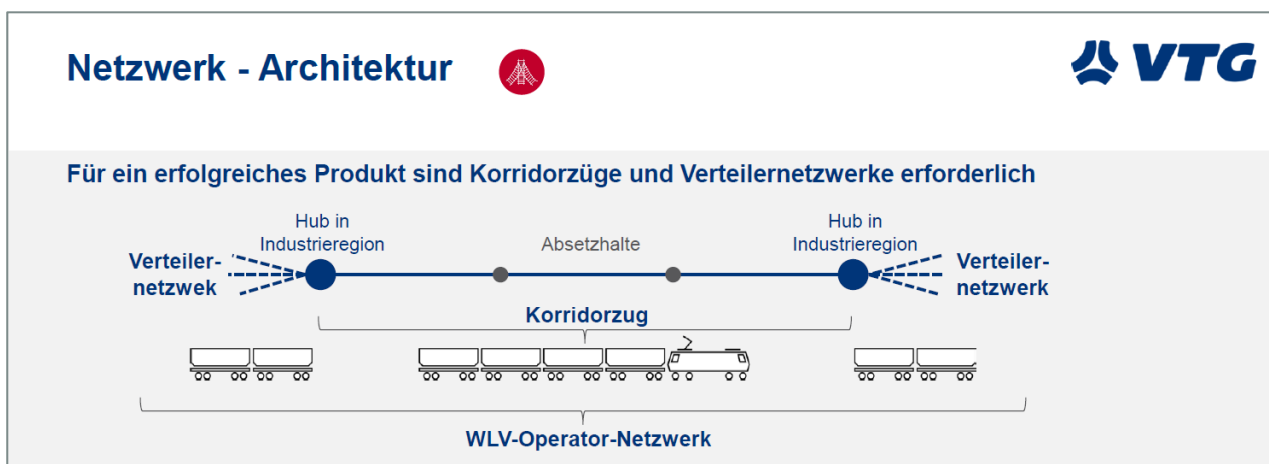 Netzwerk - Architektur
VTG
Für ein erfolgreiches Produkt sind Korridorzüge und Verteilernetzwerke erforderlich
Hub in
Industrieregion
Absetzhalte
Hub in
Industrieregion
Verteiler-
netzwek
Verteiler-
netzwerk
Korridorzug
WLV-Operator-Netzwerk